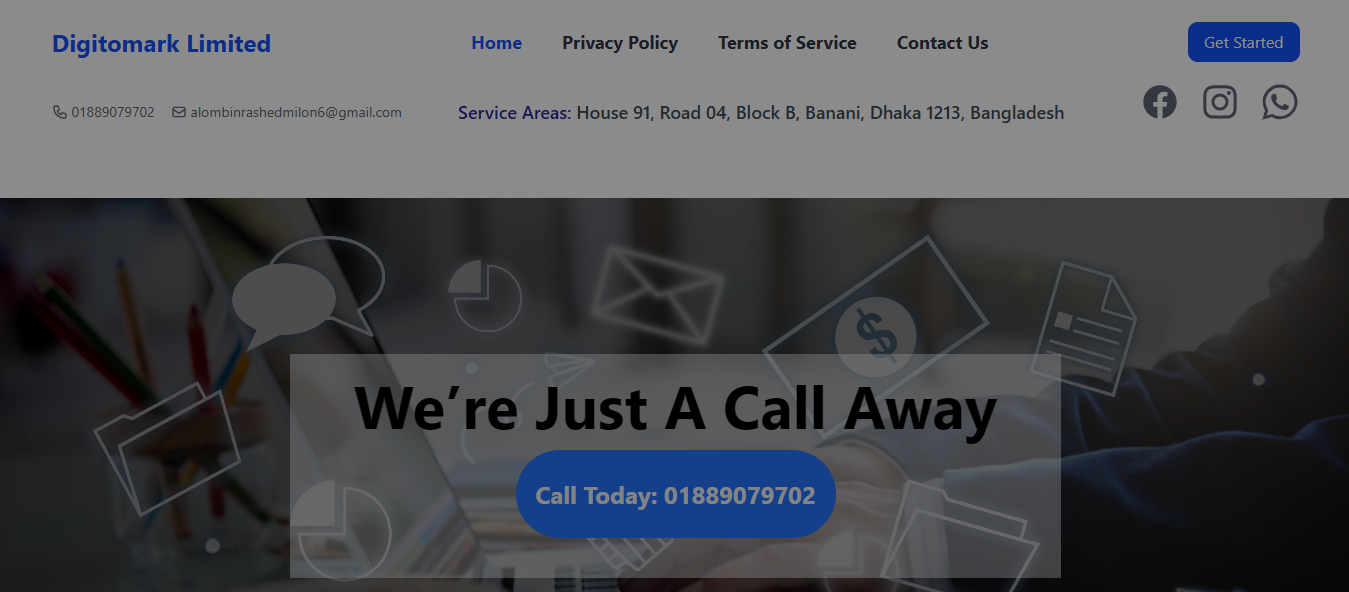 Digitomark Limited
Home
Privacy Policy
Terms of Service
Contact Us
Get Started
01889079702
alombinrashedmilon6@gmail.com
Service Areas: House 91, Road 04, Block B, Banani, Dhaka 1213, Bangladesh
$
We’re Just A Call Away
Call Today: 01889079702